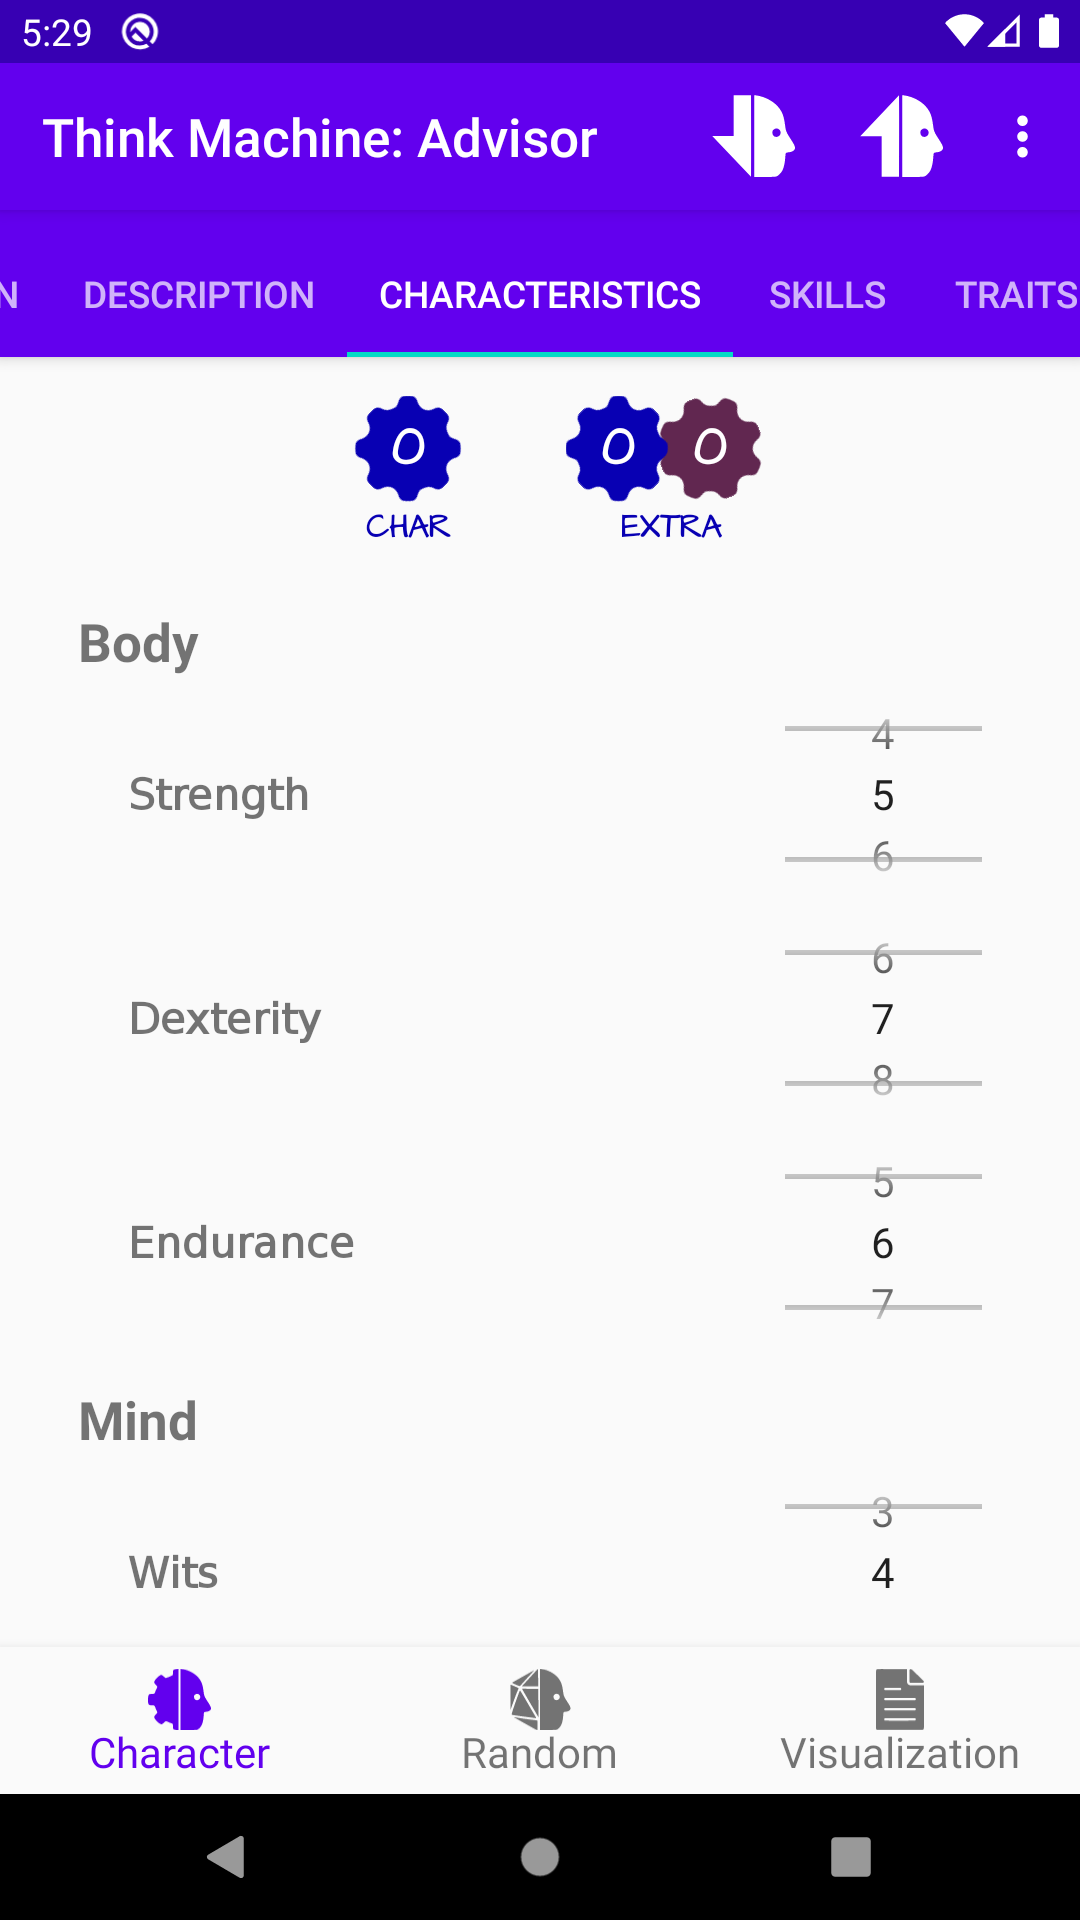 5:29
Think Machine: Advisor
N DESCRIPTION CHARACTERISTICS SKILLS TRAITS
0 0 0
CHAR EXTRA
Body
4
Strength 5
6
6
Dexterity 7
8
5
Endurance 6
7
Mind
3
Wits 4
Character Random Visualization